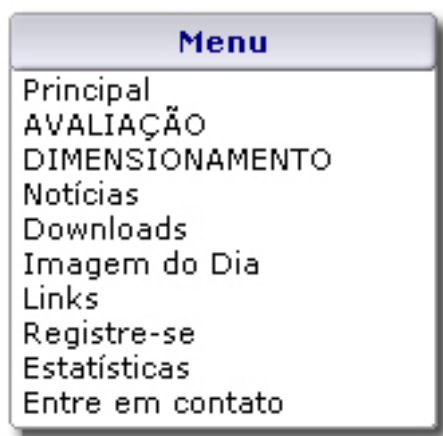 Menu
Principal
AVALIAÇÃO
DIMENSIONAMENTO
Notícias
Downloads
Imagem do Dia
Links
Registre-se
Estatísticas
Entre em contato